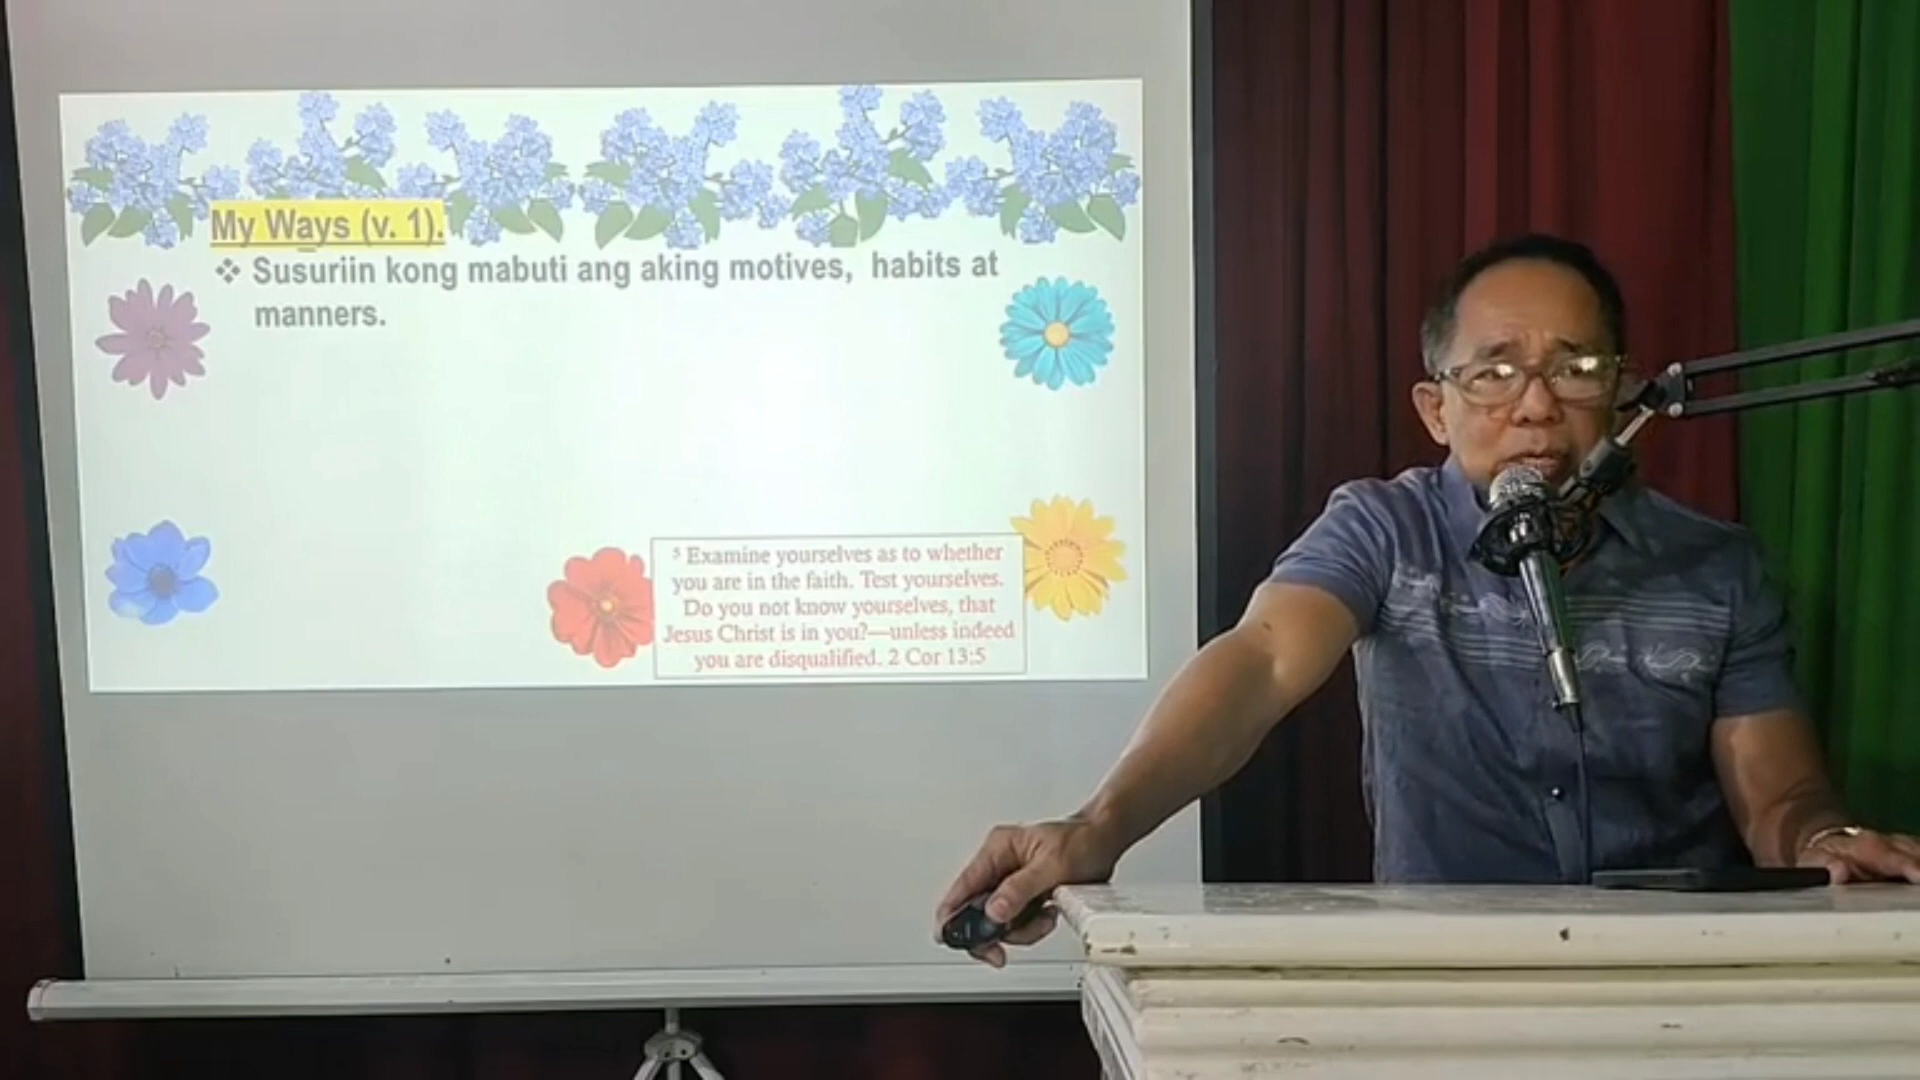 My Ways (v. 1).
❖ Susuriin kong mabuti ang aking motives, habits at
manners.
⁵ Examine yourselves as to whether
you are in the faith. Test yourselves.
Do you not know yourselves, that
Jesus Christ is in you?—unless indeed
you are disqualified. 2 Cor 13:5